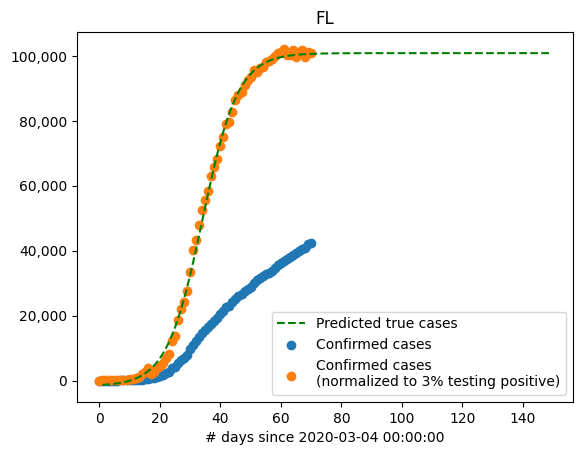 FL
100,000
80,000
60,000
40,000
20,000
0
Predicted true cases
Confirmed cases
Confirmed cases
(normalized to 3% testing positive)
0 20 40 60 80 100 120 140
# days since 2020-03-04 00:00:00